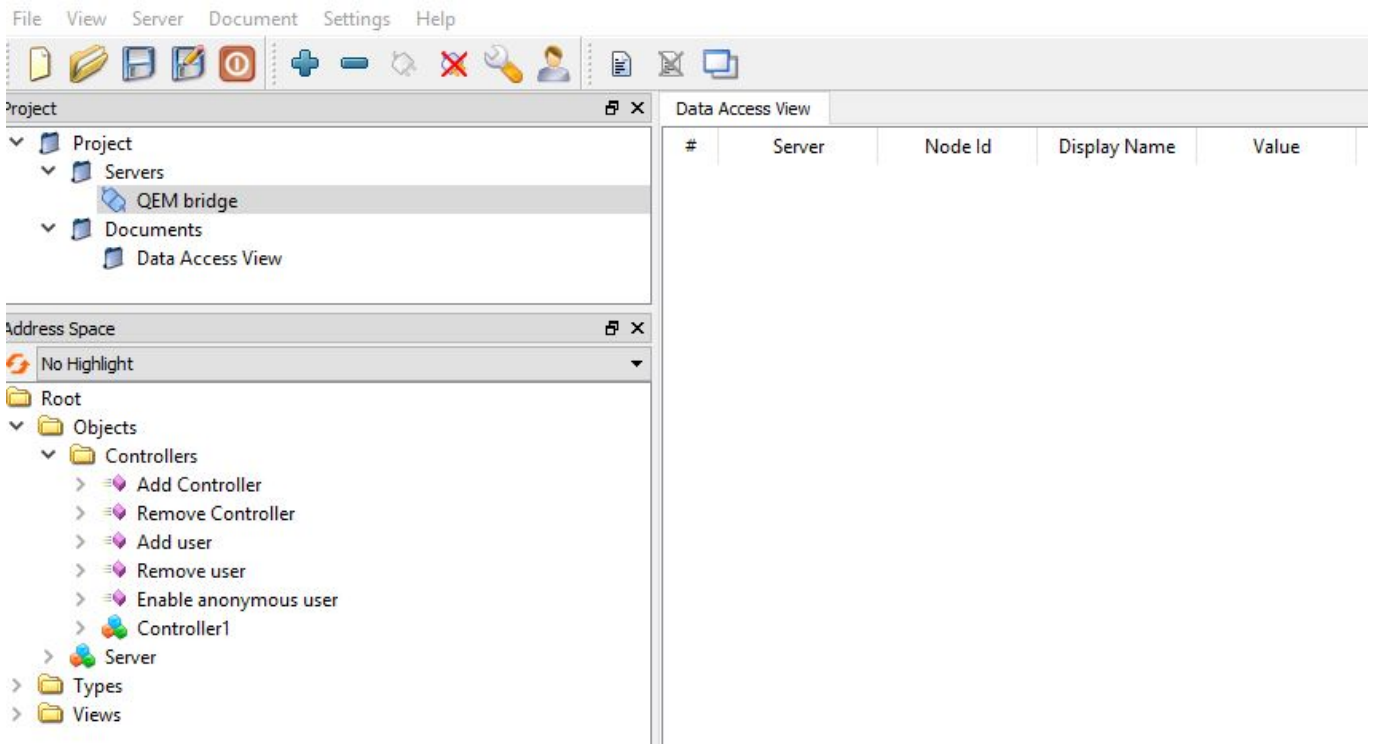 File View Server Document Settings Help
Project
Project
Servers
QEM bridge
Documents
Data Access View
Address Space
No Highlight
Root
Objects
Controllers
Add Controller
Remove Controller
Add user
Remove user
Enable anonymous user
Controller1
Server
Types
Views
Data Access View
# Server Node Id Display Name Value